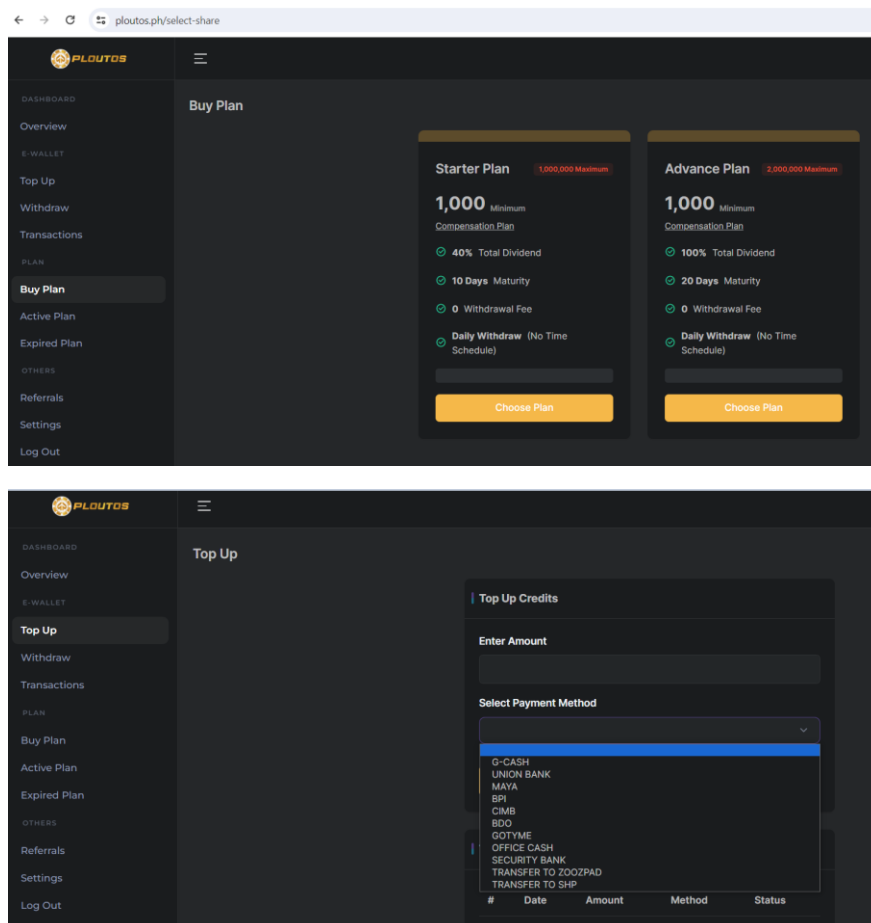 ploutos.ph/select-share
PLOUTOS
DASHBOARD
Overview
E-WALLET
Top Up
Withdraw
Transactions
PLAN
Buy Plan
Active Plan
Expired Plan
OTHERS
Referrals
Settings
Log Out
Buy Plan
Starter Plan 1,000,000 Maximum
1,000 Minimum
Compensation Plan
40% Total Dividend
10 Days Maturity
0 Withdrawal Fee
Daily Withdraw (No Time
Schedule)
Choose Plan
Advance Plan 2,000,000 Maximum
1,000 Minimum
Compensation Plan
100% Total Dividend
20 Days Maturity
0 Withdrawal Fee
Daily Withdraw (No Time
Schedule)
Choose Plan
PLOUTOS
DASHBOARD
Overview
E-WALLET
Top Up
Withdraw
Transactions
PLAN
Buy Plan
Active Plan
Expired Plan
OTHERS
Referrals
Settings
Log Out
Top Up
Top Up Credits
Enter Amount
Select Payment Method
G-CASH
UNION BANK
MAYA
BPI
CIMB
BDO
GOTYME
OFFICE CASH
SECURITY BANK
TRANSFER TO ZOOZPAD
TRANSFER TO SHP
# Date Amount Method Status